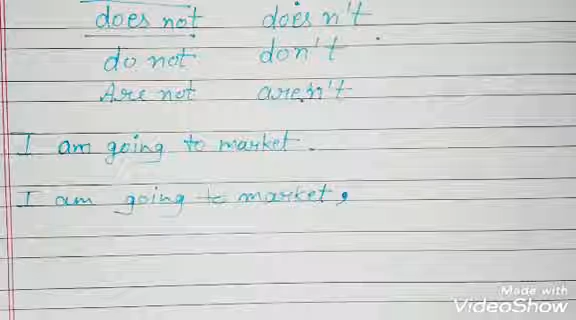 does not does n't
do not don't
Are not aren't
I am going to market.
I am going to market,
Made with
VideoShow